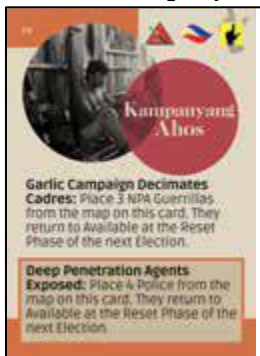 Kampanyang
Ahos
Garlic Campaign Decimates
Cadres: Place 3 NPA Guerrillas
from the map on this card. They
return to Available at the Reset
Phase of the next Election.
Deep Penetration Agents
Exposed: Place 4 Police from the
map on this card. They return to
Available at the Reset Phase of the
next Election.